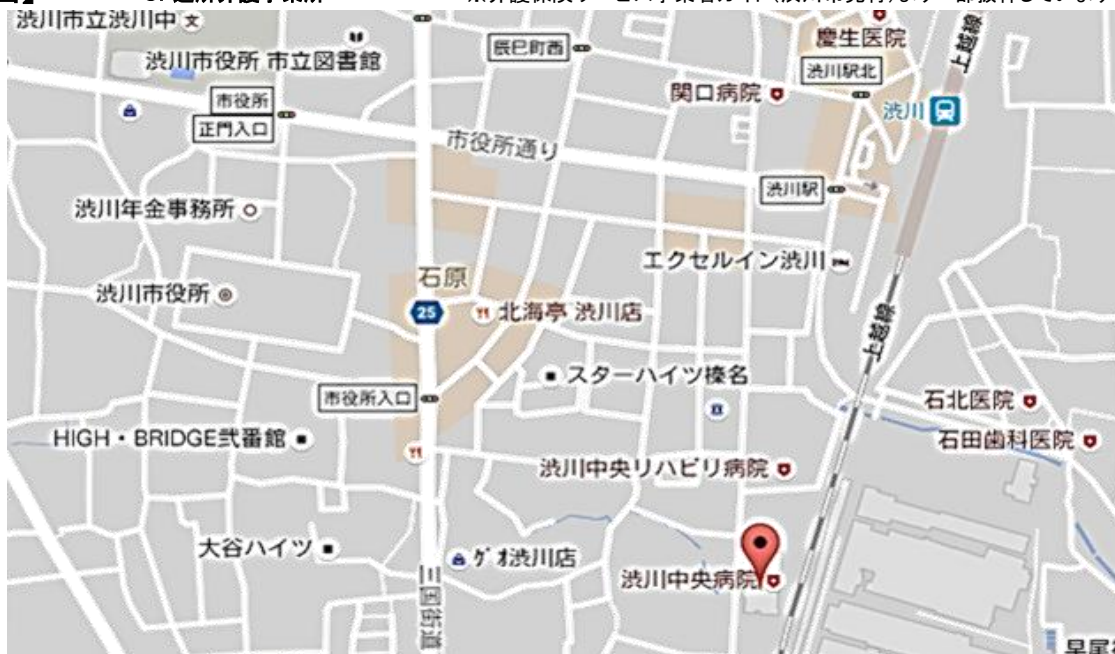 渋川市立渋川中
渋川市役所 市立図書館
辰巳町西
慶生医院
渋川駅北
上越線
関口病院
渋川
市役所
正門入口
市役所通り
渋川駅
渋川年金事務所
エクセルイン渋川
石原
渋川市役所
25
北海亭 渋川店
上越線
スターハイツ榛名
市役所入口
石北医院
HIGH・BRIDGE弐番館
石田歯科医院
渋川中央リハビリ病院
大谷ハイツ
ゲオ渋川店
渋川中央病院
三国街道